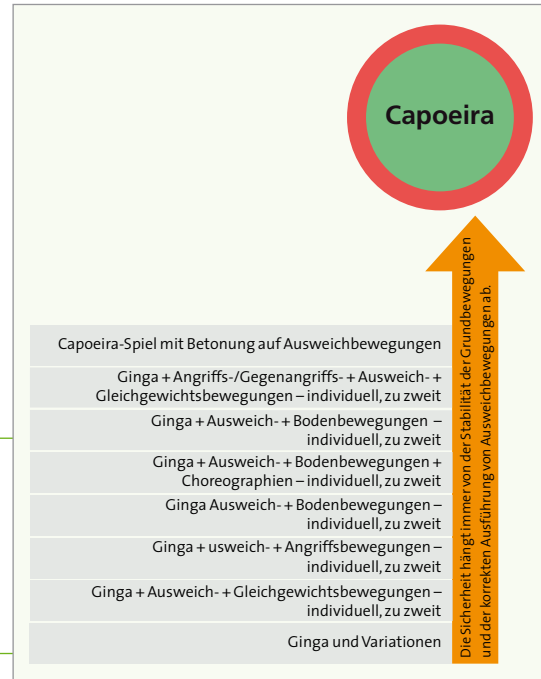 Capoeira
Capoeira-Spiel mit Betonung auf Ausweichbewegungen
Ginga + Angriffs-/Gegenangriffs- + Ausweich- +
Gleichgewichtsbewegungen – individuell, zu zweit
Ginga + Ausweich- + Bodenbewegungen –
individuell, zu zweit
Ginga + Ausweich- + Bodenbewegungen +
Choreographien – individuell, zu zweit
Ginga Ausweich- + Bodenbewegungen –
individuell, zu zweit
Ginga + usweich- + Angriffsbewegungen –
individuell, zu zweit
Ginga + Ausweich- + Gleichgewichtsbewegungen –
individuell, zu zweit
Ginga und Variationen
Die Sicherheit hängt immer von der Stabilität der Grundbewegungen
und der korrekten Ausführung von Ausweichbewegungen ab.